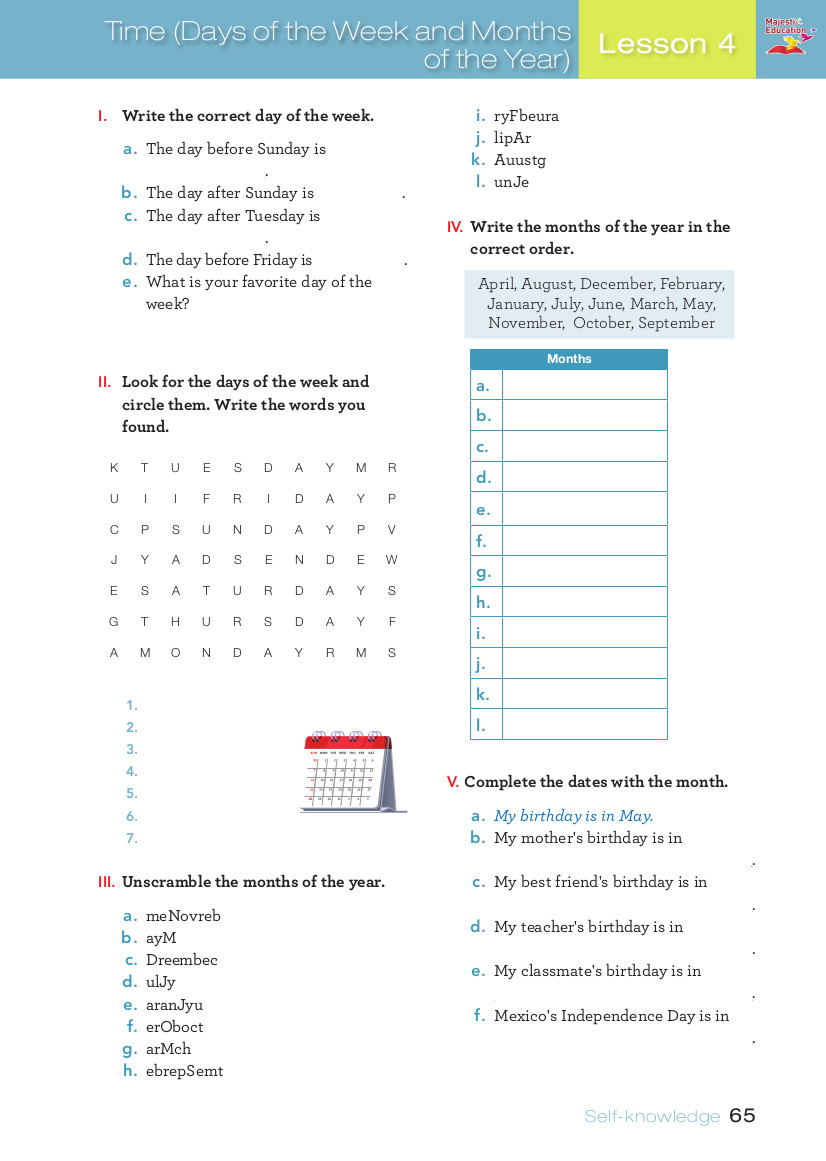 Time (Days of the Week and Months
of the Year)
Lesson 4
Majestic
Education
I. Write the correct day of the week.
a. The day before Sunday is
.
b. The day after Sunday is .
c. The day after Tuesday is
.
d. The day before Friday is .
e. What is your favorite day of the
week?
II. Look for the days of the week and
circle them. Write the words you
found.
K T U E S D A Y M R
U I I F R I D A Y P
C P S U N D A Y P V
J Y A D S E N D E W
E S A T U R D A Y S
G T H U R S D A Y F
A M O N D A Y R M S
1.
2.
3.
4.
5.
6.
7.
SUN MON TUE WED THU FRI SAT
III. Unscramble the months of the year.
a. meNovreb
b. ayM
c. Dreembec
d. ulJy
e. aranJyu
f. erOboct
g. arMch
h. ebrepSemt
i. ryFbeura
j. lipAr
k. Auustg
l. unJe
IV. Write the months of the year in the
correct order.
April, August, December, February,
January, July, June, March, May,
November, October, September
Months
a.
b.
c.
d.
e.
f.
g.
h.
i.
j.
k.
l.
V. Complete the dates with the month.
a. My birthday is in May.
b. My mother's birthday is in
.
c. My best friend's birthday is in
.
d. My teacher's birthday is in
.
e. My classmate's birthday is in
.
f. Mexico's Independence Day is in
.
Self-knowledge 65